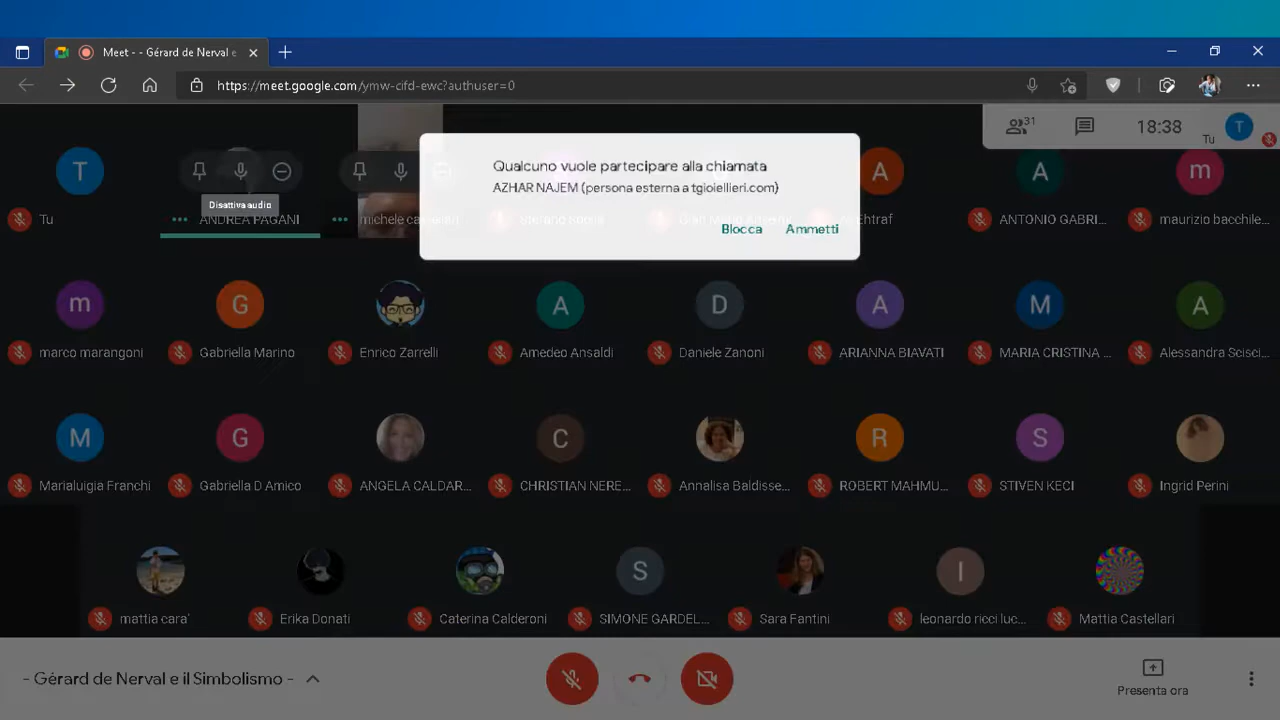 Meet - - Gérard de Nerval e
https://meet.google.com/ymw-cifd-ewc?authuser=0
31
18:38
Tu
T
Qualcuno vuole partecipare alla chiamata
AZHAR NAJEM (persona esterna a tgioiellieri.com)
Blocca
Ammetti
T
A
A
m
Disattiva audio
Tu
ANDREA PAGANI
michele
Stefano
Gian
ANTONIO GABRI...
maurizio bacchile...
m
G
A
D
A
M
A
marco marangoni
Gabriella Marino
Enrico Zarrelli
Amedeo Ansaldi
Daniele Zanoni
ARIANNA BIAVATI
MARIA CRISTINA ...
Alessandra Scisci...
M
G
C
R
S
Marialuigia Franchi
Gabriella D Amico
ANGELA CALDAR...
CHRISTIAN NERE...
Annalisa Baldisse...
ROBERT MAHMU...
STIVEN KECI
Ingrid Perini
S
I
mattia cara'
Erika Donati
Caterina Calderoni
SIMONE GARDEL...
Sara Fantini
leonardo ricci luc...
Mattia Castellari
- Gérard de Nerval e il Simbolismo -
Presenta ora